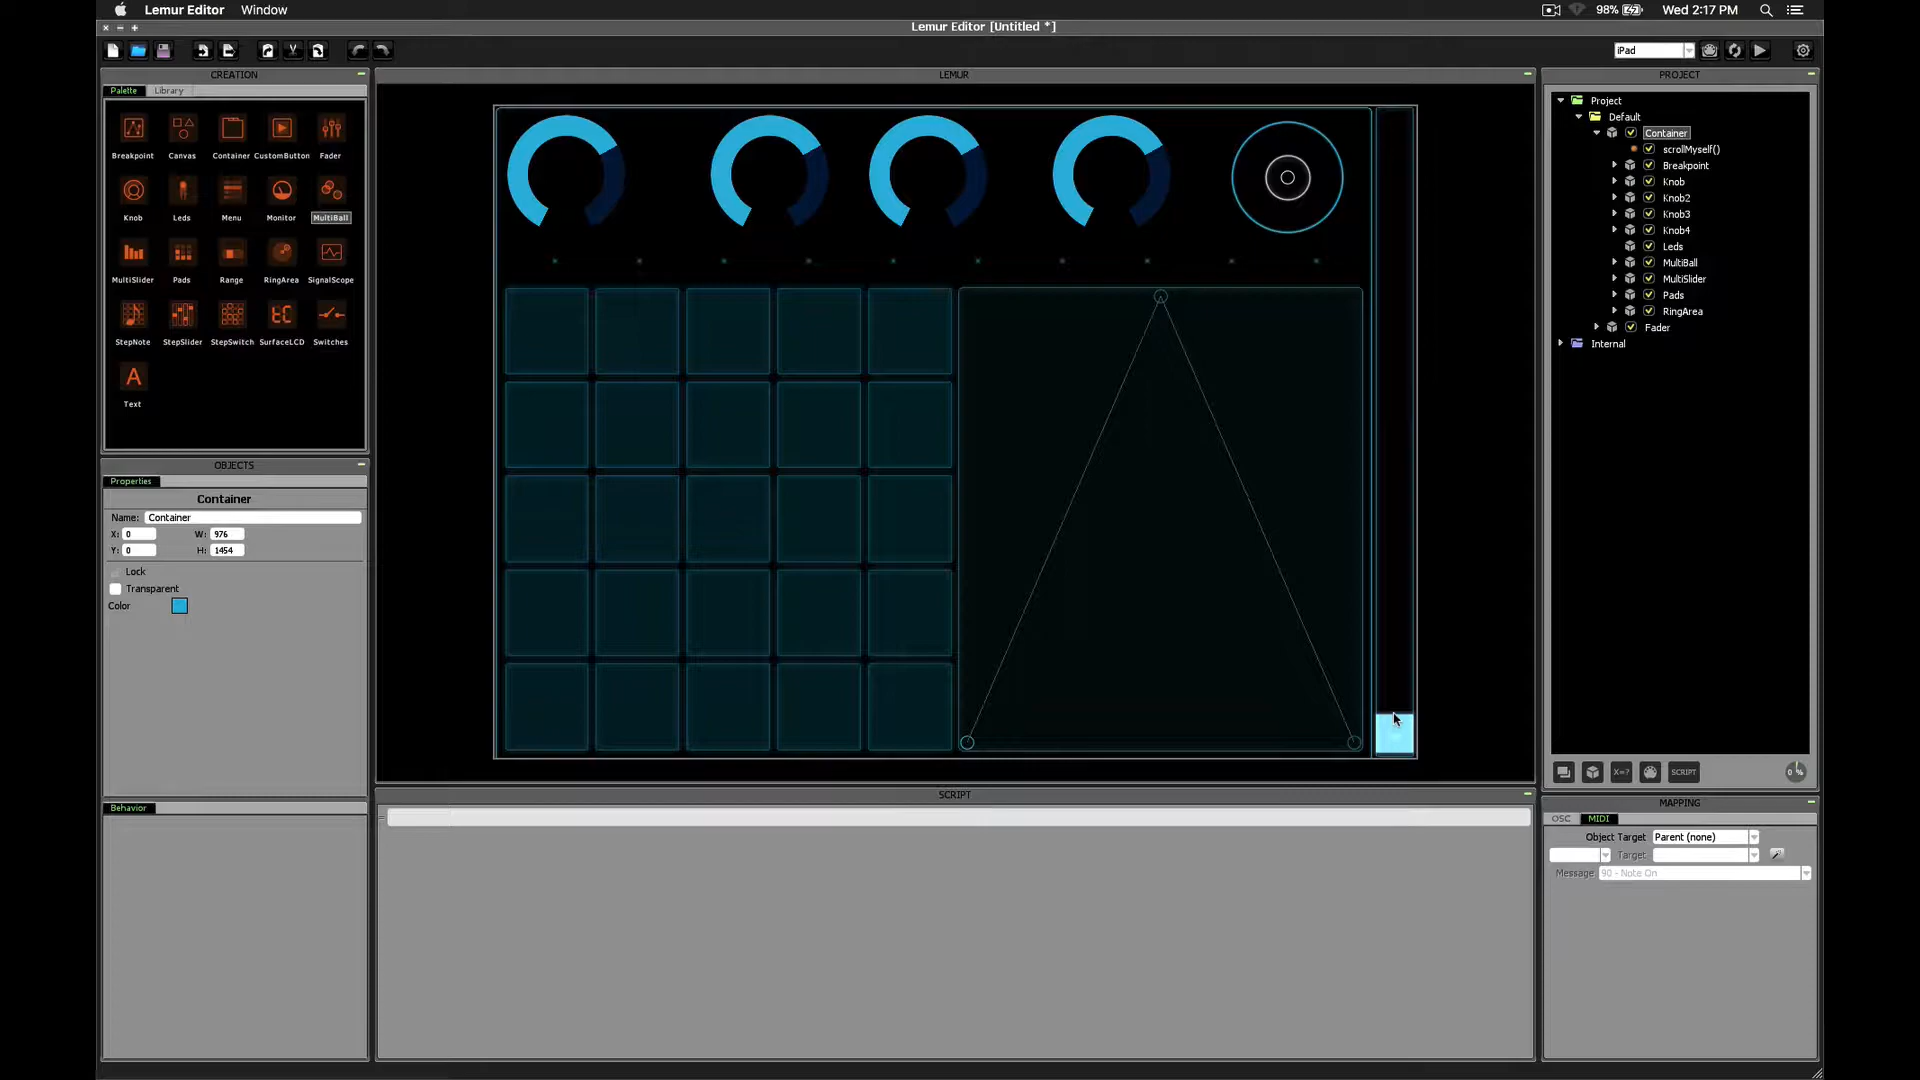 Lemur Editor Window 98% Wed 2:17 PM
Lemur Editor [Untitled *]
iPad
CREATION
Palette Library
Breakpoint Canvas Container CustomButton Fader
Knob Leds Menu Monitor MultiBall
MultiSlider Pads Range RingArea SignalScope
StepNote StepSlider StepSwitch SurfaceLCD Switches
A
Text
OBJECTS
Properties
Container
Name: Container
X: 0 W: 976
Y: 0 H: 1454
Lock
Transparent
Color
Behavior
LEMUR
SCRIPT
=
PROJECT
Project
Default
Container
scrollMyself()
Breakpoint
Knob
Knob2
Knob3
Knob4
Leds
MultiBall
MultiSlider
Pads
RingArea
Fader
Internal
X=? SCRIPT 0 %
MAPPING
OSC MIDI
Object Target Parent (none)
Target
Message 90 - Note On